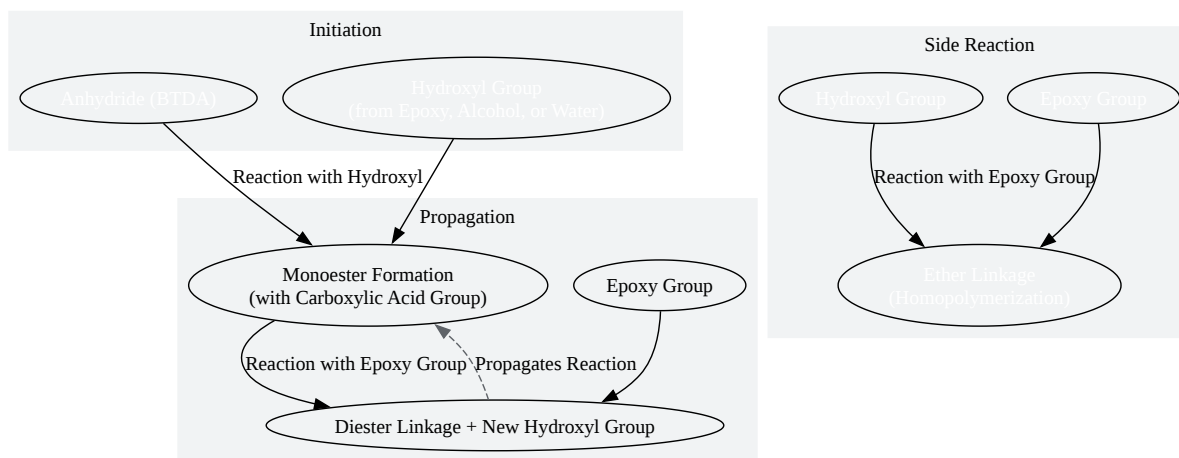 Initiation
Anhydride (BTDA)
Hydroxyl Group
(from Epoxy, Alcohol, or Water)
Reaction with Hydroxyl
Propagation
Monoester Formation
(with Carboxylic Acid Group)
Epoxy Group
Reaction with Epoxy Group
Propagates Reaction
Diester Linkage + New Hydroxyl Group
Side Reaction
Hydroxyl Group
Epoxy Group
Reaction with Epoxy Group
Ether Linkage
(Homopolymerization)